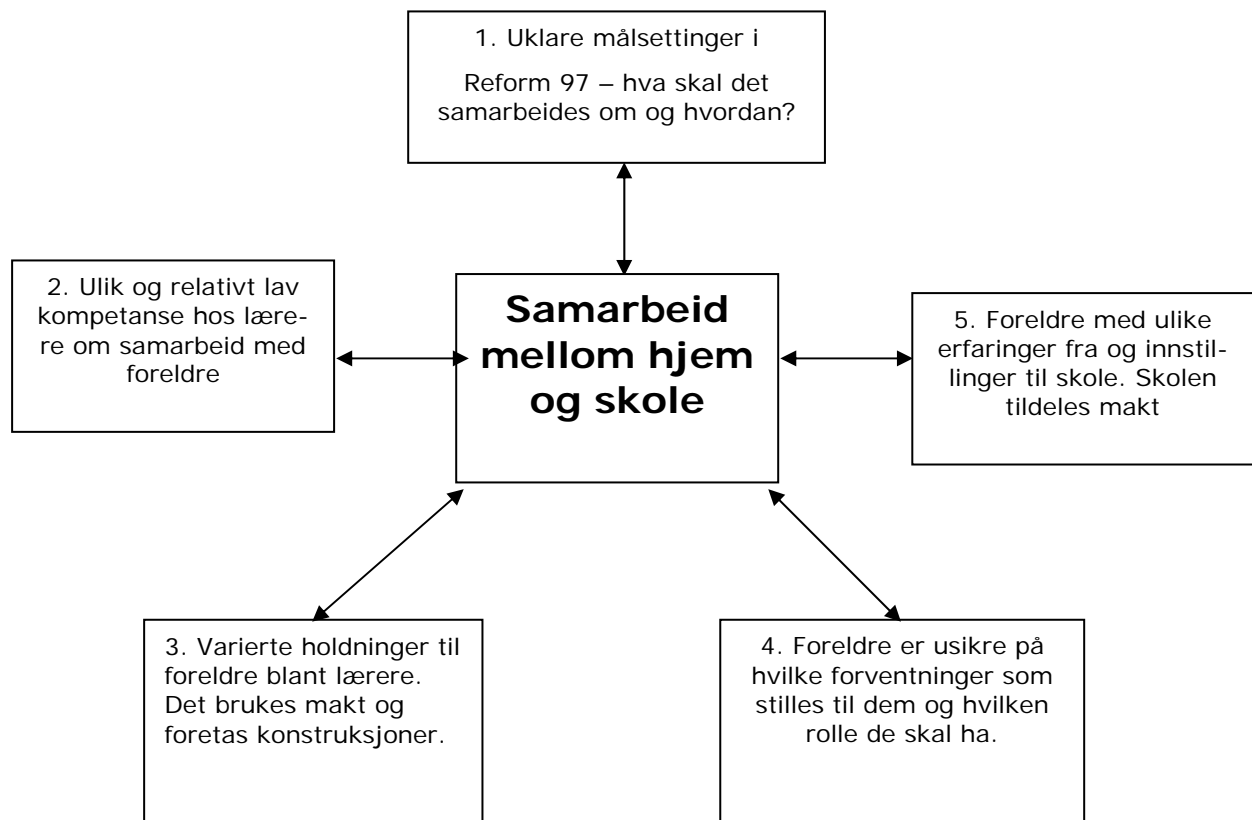 1. Uklare målsettinger i
Reform 97 – hva skal det
samarbeides om og hvordan?
2. Ulik og relativt lav
kompetanse hos lære-
re om samarbeid med
foreldre
Samarbeid
mellom hjem
og skole
5. Foreldre med ulike
erfaringer fra og innstil-
linger til skole. Skolen
tildeles makt
3. Varierte holdninger til
foreldre blant lærere.
Det brukes makt og
foretas konstruksjoner.
4. Foreldre er usikre på
hvilke forventninger som
stilles til dem og hvilken
rolle de skal ha.